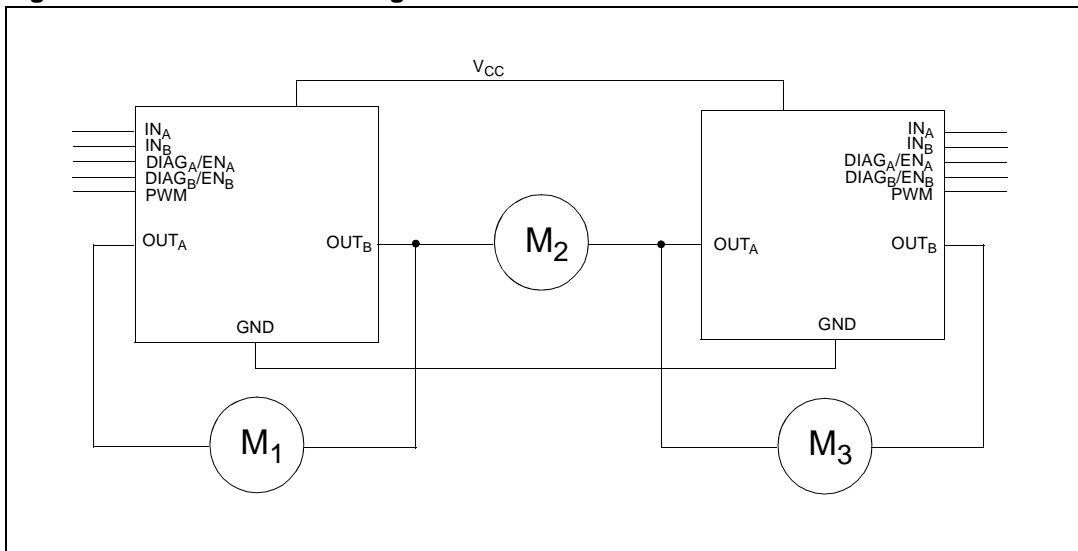 V_CC
IN_A
IN_B
DIAG_A/EN_A
DIAG_B/EN_B
PWM
OUT_A
OUT_B
GND
M_1
M_2
IN_A
IN_B
DIAG_A/EN_A
DIAG_B/EN_B
PWM
OUT_A
OUT_B
GND
M_3